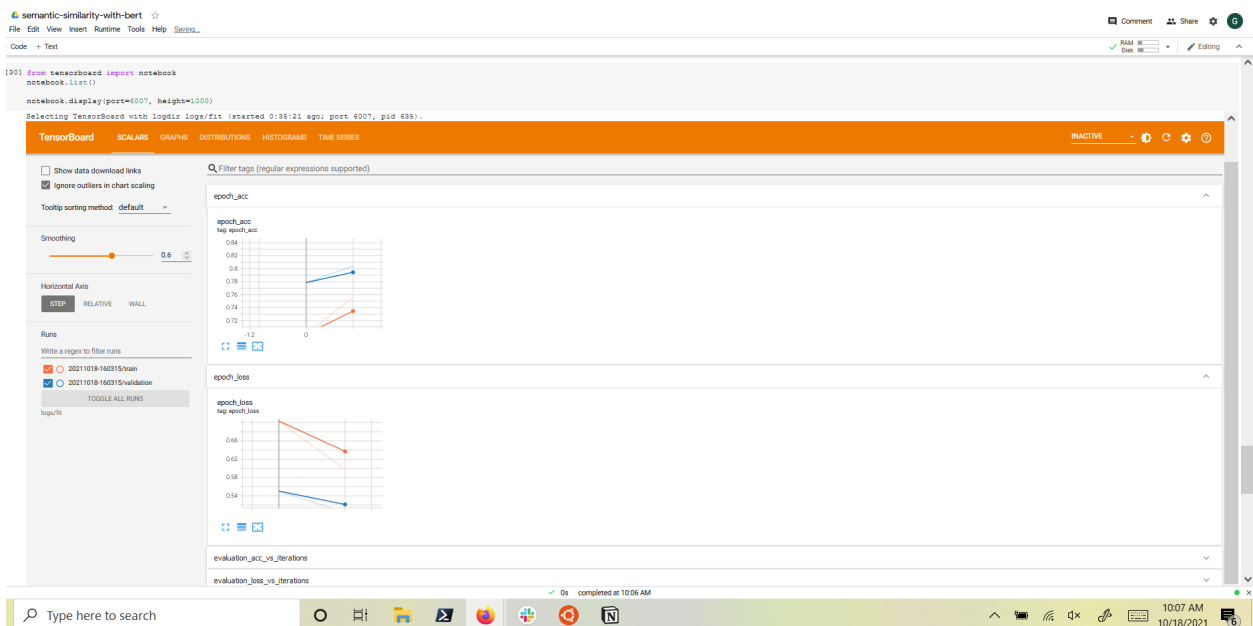 semantic-similarity-with-bert
Comment Share G
File Edit View Insert Runtime Tools Help Saving...
Code + Text
RAM
Disk
Editing
[30] from tensorboard import notebook
notebook.list()
notebook.display(port=6007, height=1000)
Selecting TensorBoard with logdir logs/fit (started 0:35:21 ago; port 6007, pid 635).
TensorBoard SCALARS GRAPHS DISTRIBUTIONS HISTOGRAMS TIME SERIES INACTIVE
Show data download links
Ignore outliers in chart scaling
Tooltip sorting method: default
Smoothing
0.6
Horizontal Axis
STEP RELATIVE WALL
Runs
Write a regex to filter runs
20211018-160315/train
20211018-160315/validation
TOGGLE ALL RUNS
logs/fit
Filter tags (regular expressions supported)
epoch_acc
epoch_acc
tag: epoch_acc
0.84
0.82
0.8
0.78
0.76
0.74
0.72
-1.2 0
epoch_loss
epoch_loss
tag: epoch_loss
0.66
0.62
0.58
0.54
evaluation_acc_vs_iterations
evaluation_loss_vs_iterations
0s completed at 10:06 AM
Type here to search
10:07 AM
10/18/2021
6